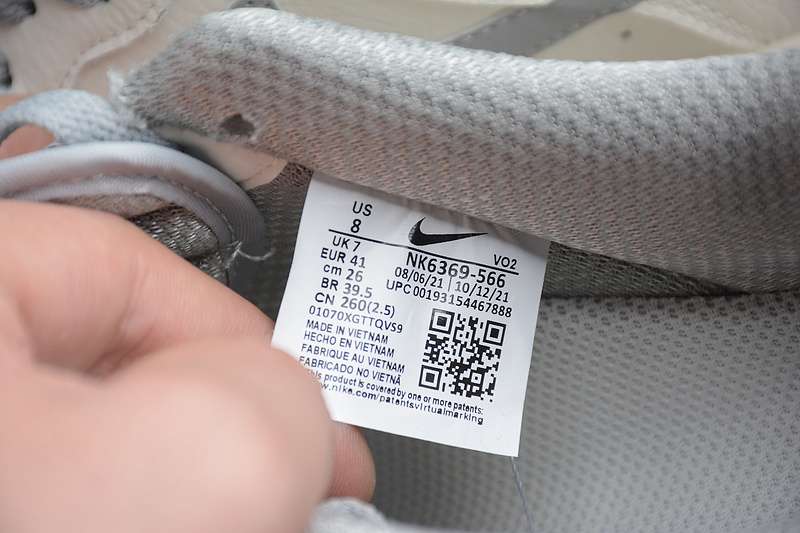 US
8
UK 7
EUR 41
cm 26
BR 39.5
CN 260(2.5)
01070XGTTQVS9
VO2
NK6369-566
08/06/21 | 10/12/21
UPC 00193154467888
MADE IN VIETNAM
HECHO EN VIETNAM
FABRIQUE AU VIETNAM
FABRICADO NO VIETNÃ
This product is covered by one or more patents:
www.nike.com/patentsvirtualmarking